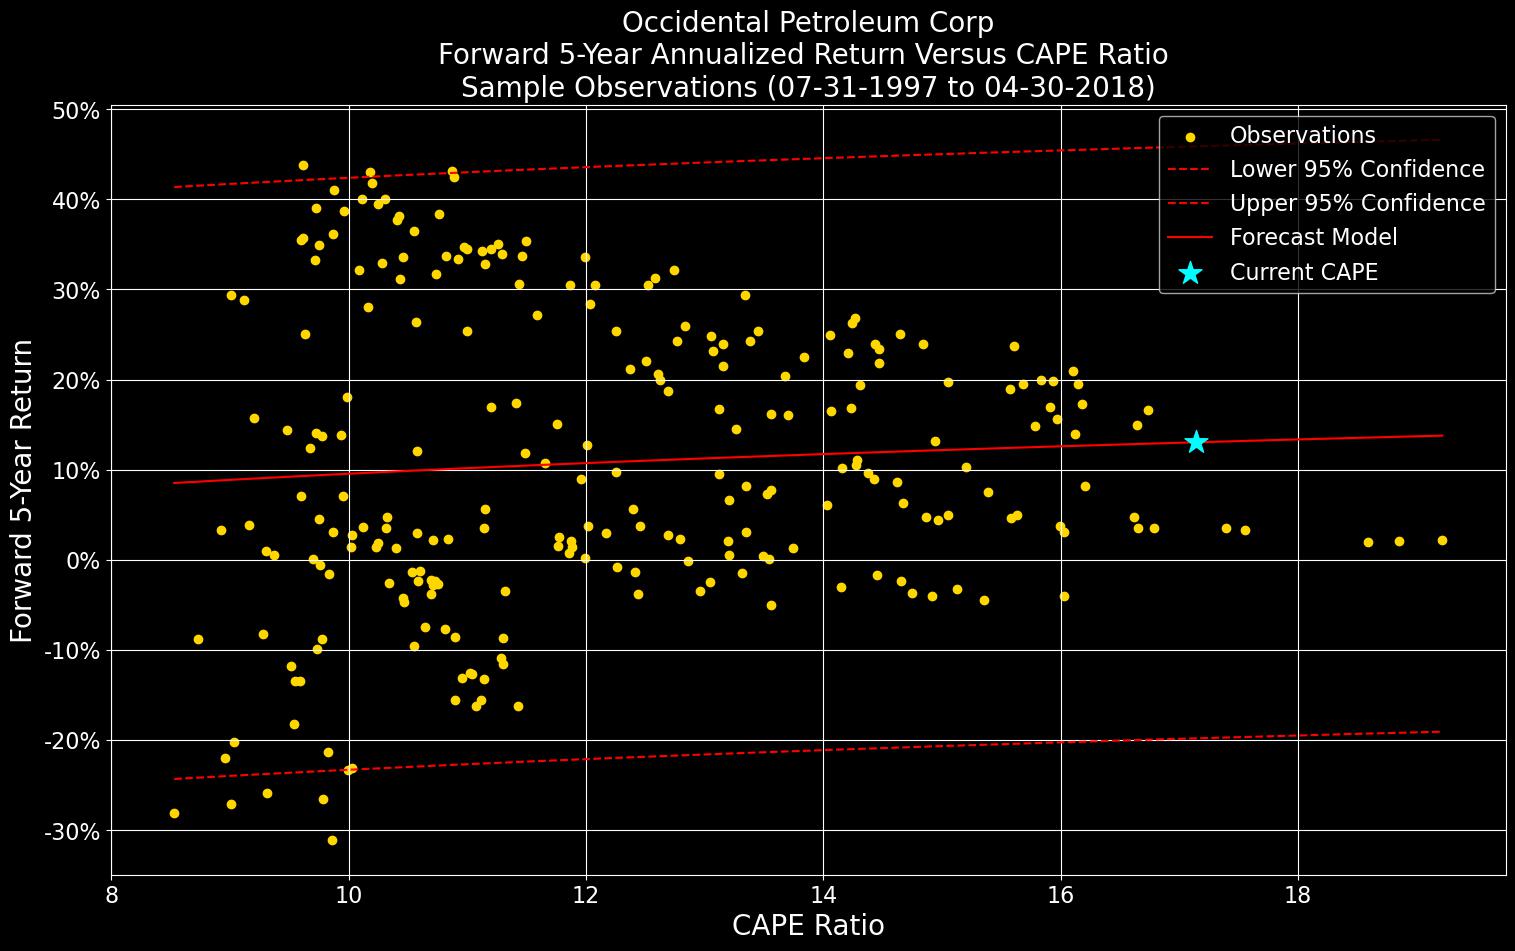 Occidental Petroleum Corp
Forward 5-Year Annualized Return Versus CAPE Ratio
Sample Observations (07-31-1997 to 04-30-2018)
50%
40%
30%
20%
10%
0%
-10%
-20%
-30%
Forward 5-Year Return
Observations
Lower 95% Confidence
Upper 95% Confidence
Forecast Model
Current CAPE
8 10 12 14 16 18
CAPE Ratio